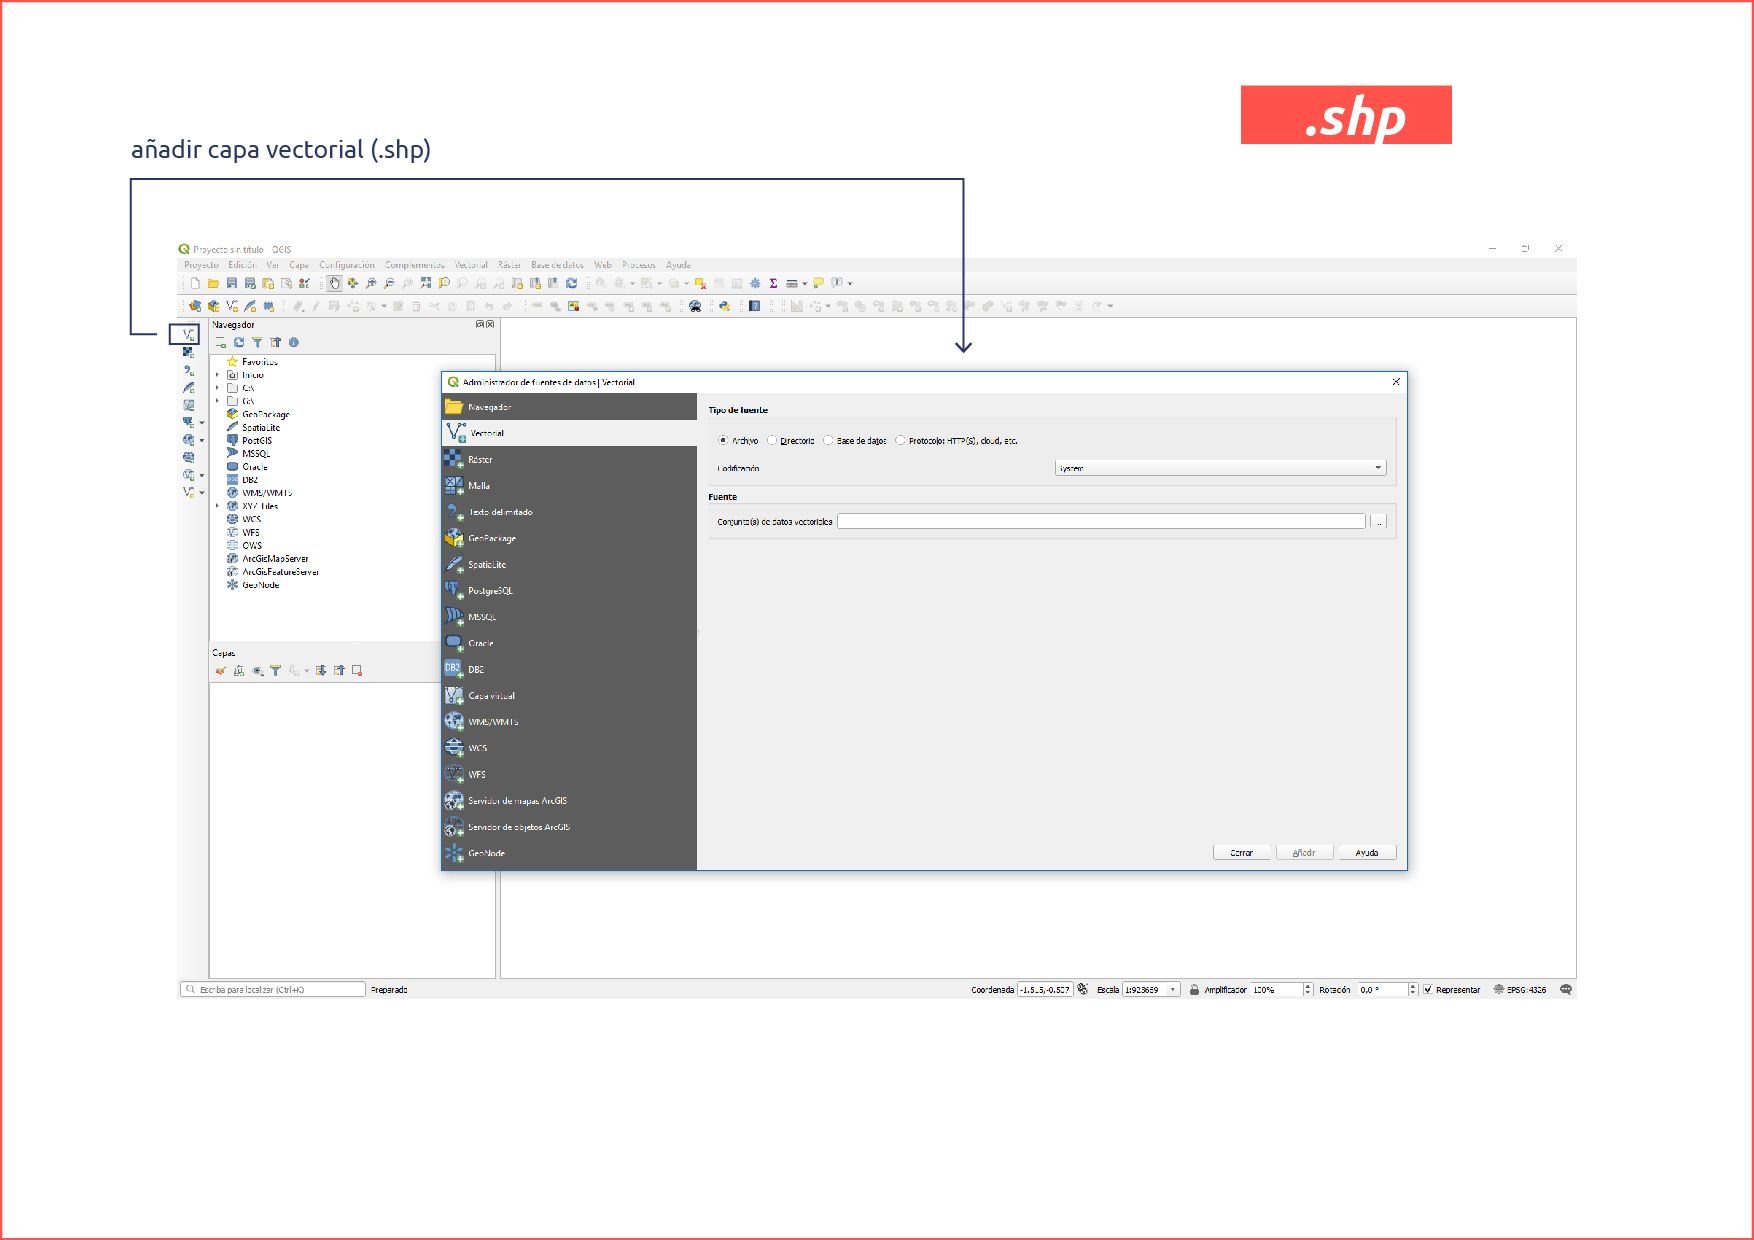 .shp
añadir capa vectorial (.shp)
Proyecto sin título - QGIS
Proyecto Edición Ver Capa Configuración Complementos Vectorial Ráster Base de datos Web Procesos Ayuda
Navegador
Favoritos
Inicio
C:\
G:\
GeoPackage
SpatiaLite
PostGIS
MSSQL
Oracle
DB2
WMS/WMTS
XYZ Tiles
WCS
WFS
OWS
ArcGisMapServer
ArcGisFeatureServer
GeoNode
Capas
Administrador de fuentes de datos | Vectorial
Navegador
Vectorial
Ráster
Malla
Texto delimitado
GeoPackage
SpatiaLite
PostgreSQL
MSSQL
Oracle
DB2
Capa virtual
WMS/WMTS
WCS
WFS
Servidor de mapas ArcGIS
Servidor de objetos ArcGIS
GeoNode
Tipo de fuente
Archivo Directorio Base de datos Protocolo: HTTP(S), cloud, etc.
Codificación System
Fuente
Conjunto(s) de datos vectoriales ...
Cerrar Añadir Ayuda
Escriba para localizar (Ctrl+K) Preparado Coordenada -1.515,-0.507 Escala 1:923669 Amplificador 100% Rotación 0,0 ° Representar EPSG:4326